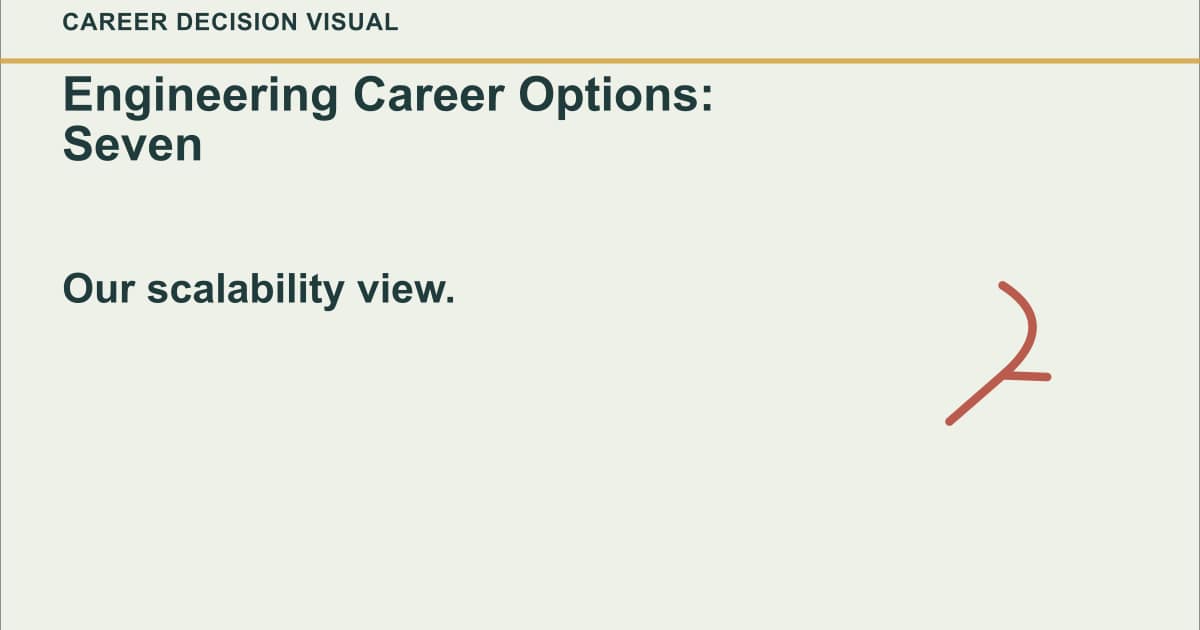 CAREER DECISION VISUAL
Engineering Career Options:
Seven
Our scalability view.